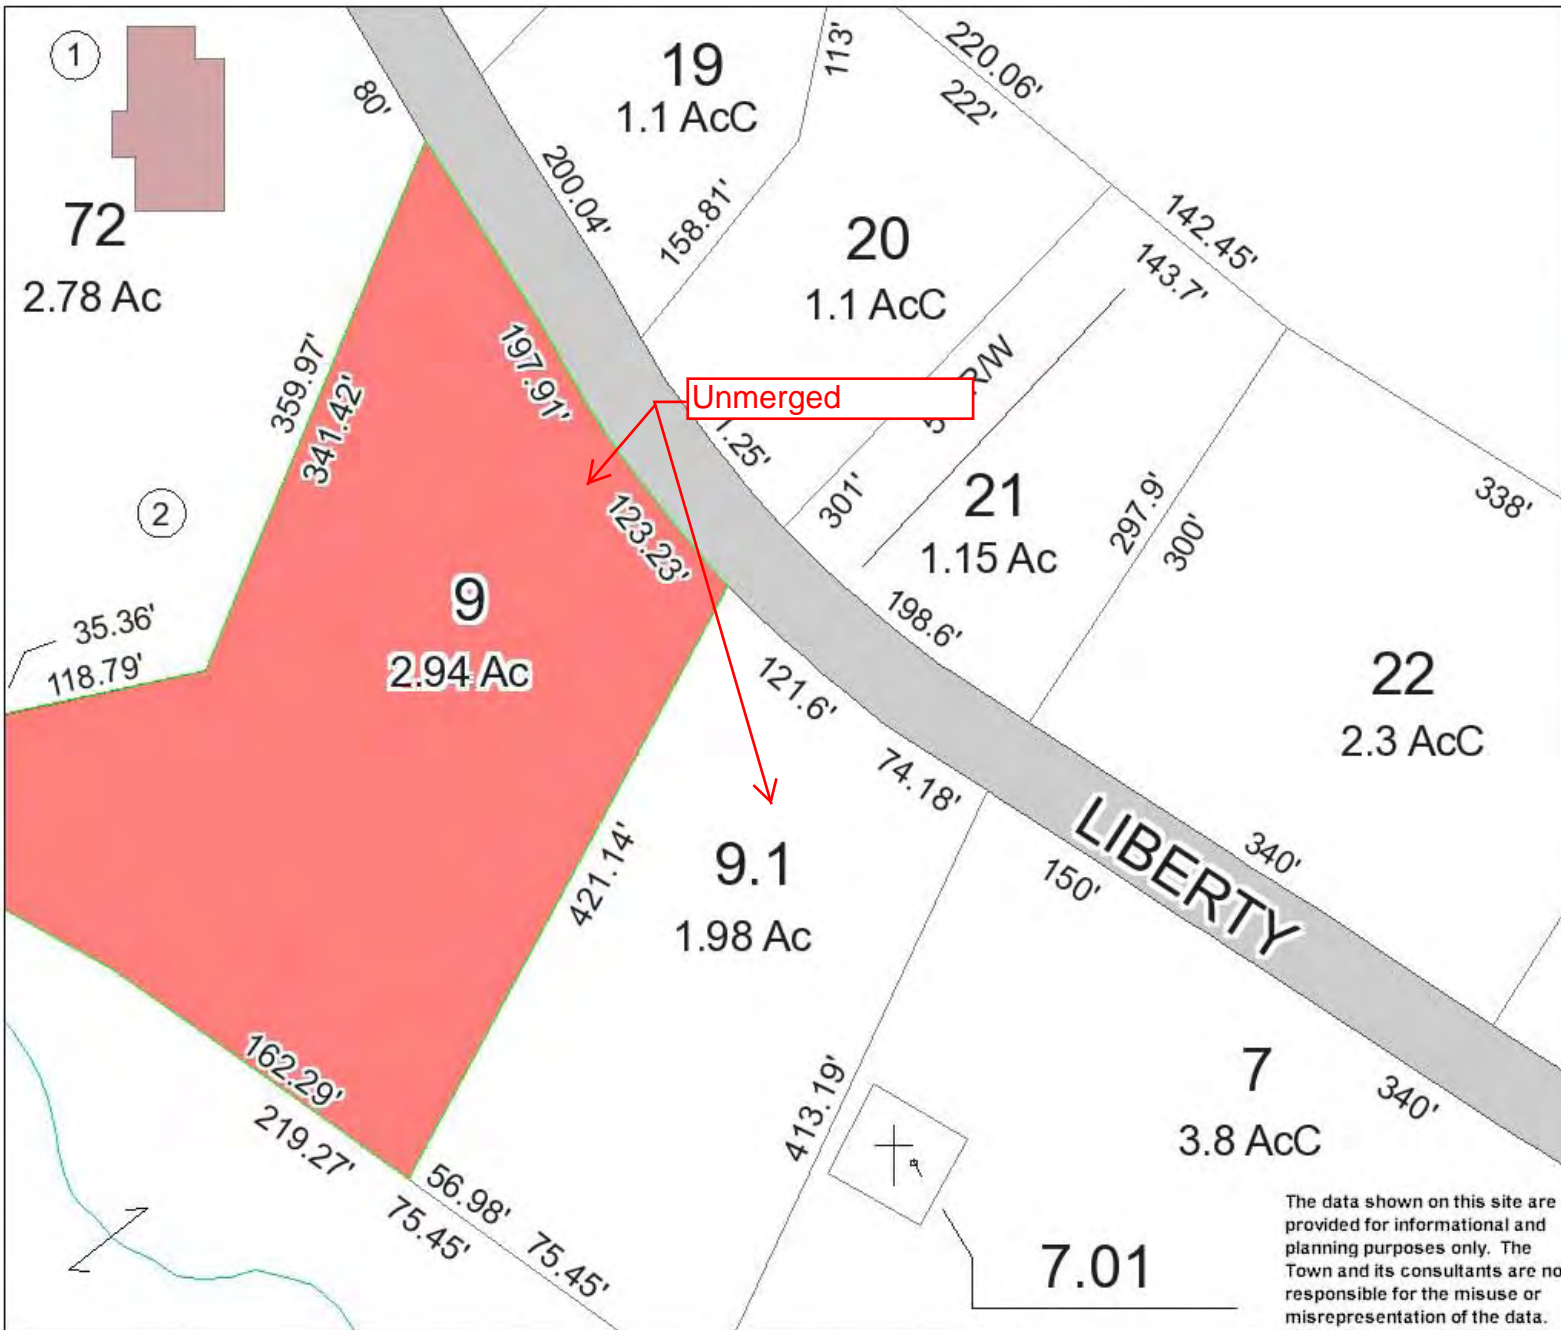 1
80'
19
1.1 AcC
113'
220.06'
222'
200.04'
158.81'
72
2.78 Ac
20
1.1 AcC
142.45'
143.7'
359.97'
341.42'
197.91'
Unmerged
R/W
1.25'
301'
21
1.15 Ac
297.9'
300'
338'
2
123.23'
9
2.94 Ac
35.36'
118.79'
198.6'
121.6'
22
2.3 AcC
74.18'
421.14'
9.1
1.98 Ac
LIBERTY
340'
150'
162.29'
219.27'
413.19'
7
3.8 AcC
340'
56.98'
75.45'
75.45'
7.01
The data shown on this site are
provided for informational and
planning purposes only. The
Town and its consultants are no
responsible for the misuse or
misrepresentation of the data.